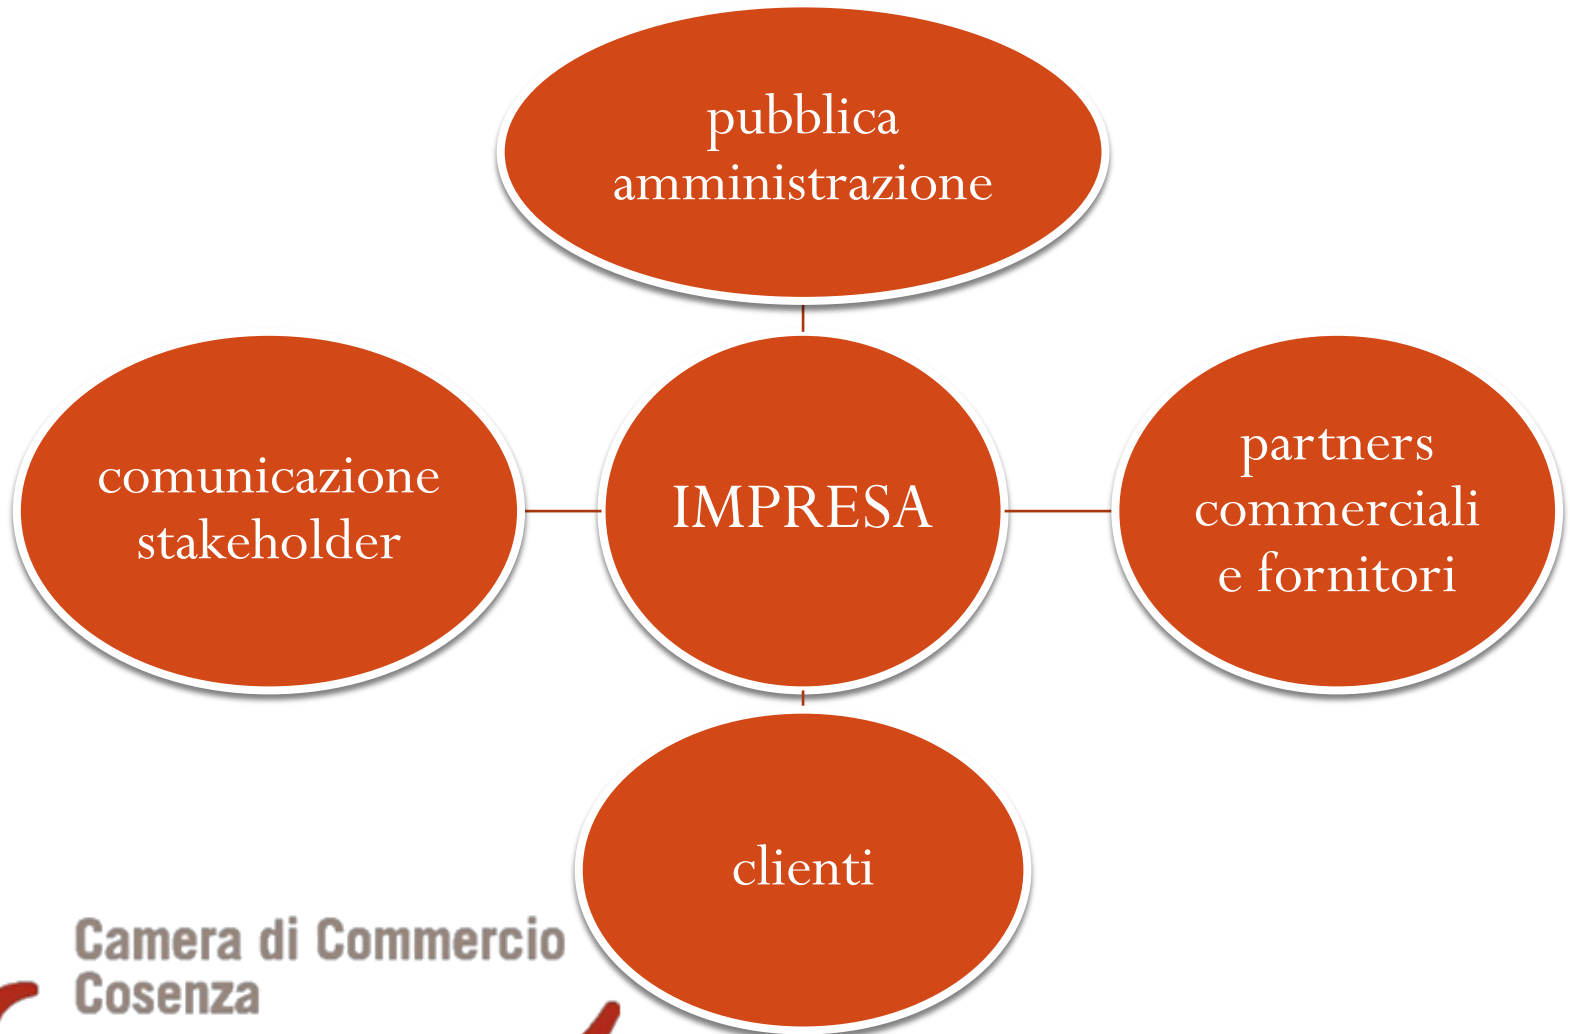 pubblica
amministrazione
comunicazione
stakeholder
IMPRESA
partners
commerciali
e fornitori
clienti
Camera di Commercio
Cosenza